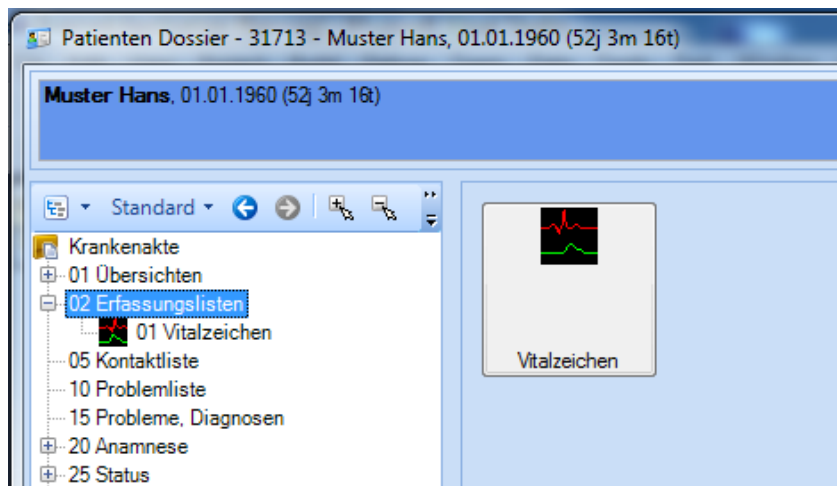 Patienten Dossier - 31713 - Muster Hans, 01.01.1960 (52j 3m 16t)
Muster Hans, 01.01.1960 (52j 3m 16t)
Standard
Krankenakte
01 Übersichten
02 Erfassungslisten
01 Vitalzeichen
05 Kontaktliste
10 Problemliste
15 Probleme, Diagnosen
20 Anamnese
25 Status
Vitalzeichen